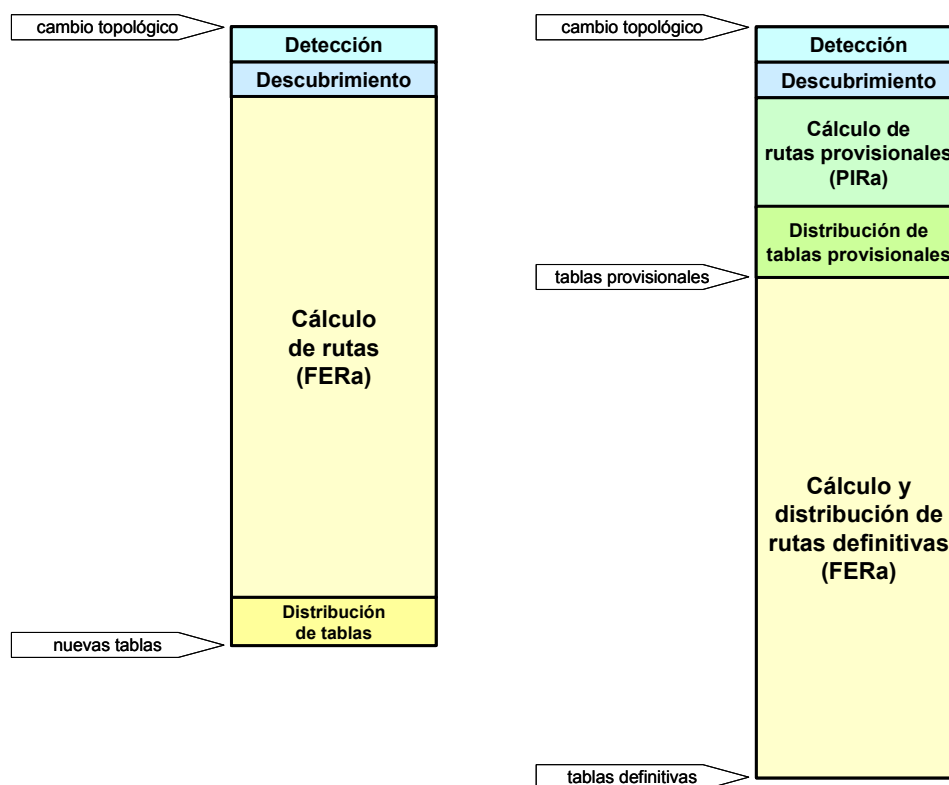 cambio topológico
Detección
Descubrimiento
Cálculo
de rutas
(FERa)
Distribución
de tablas
nuevas tablas
cambio topológico
Detección
Descubrimiento
Cálculo de
rutas provisionales
(PIRa)
Distribución de
tablas provisionales
tablas provisionales
Cálculo y
distribución de
rutas definitivas
(FERa)
tablas definitivas